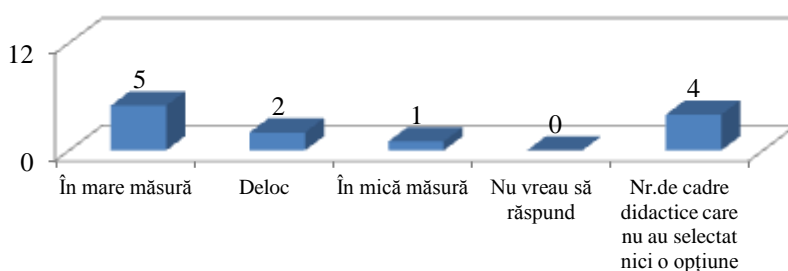 12
5
2
1
0
4
0
În mare măsură
Deloc
În mică măsură
Nu vreau să
răspund
Nr.de cadre
didactice care
nu au selectat
nici o opțiune